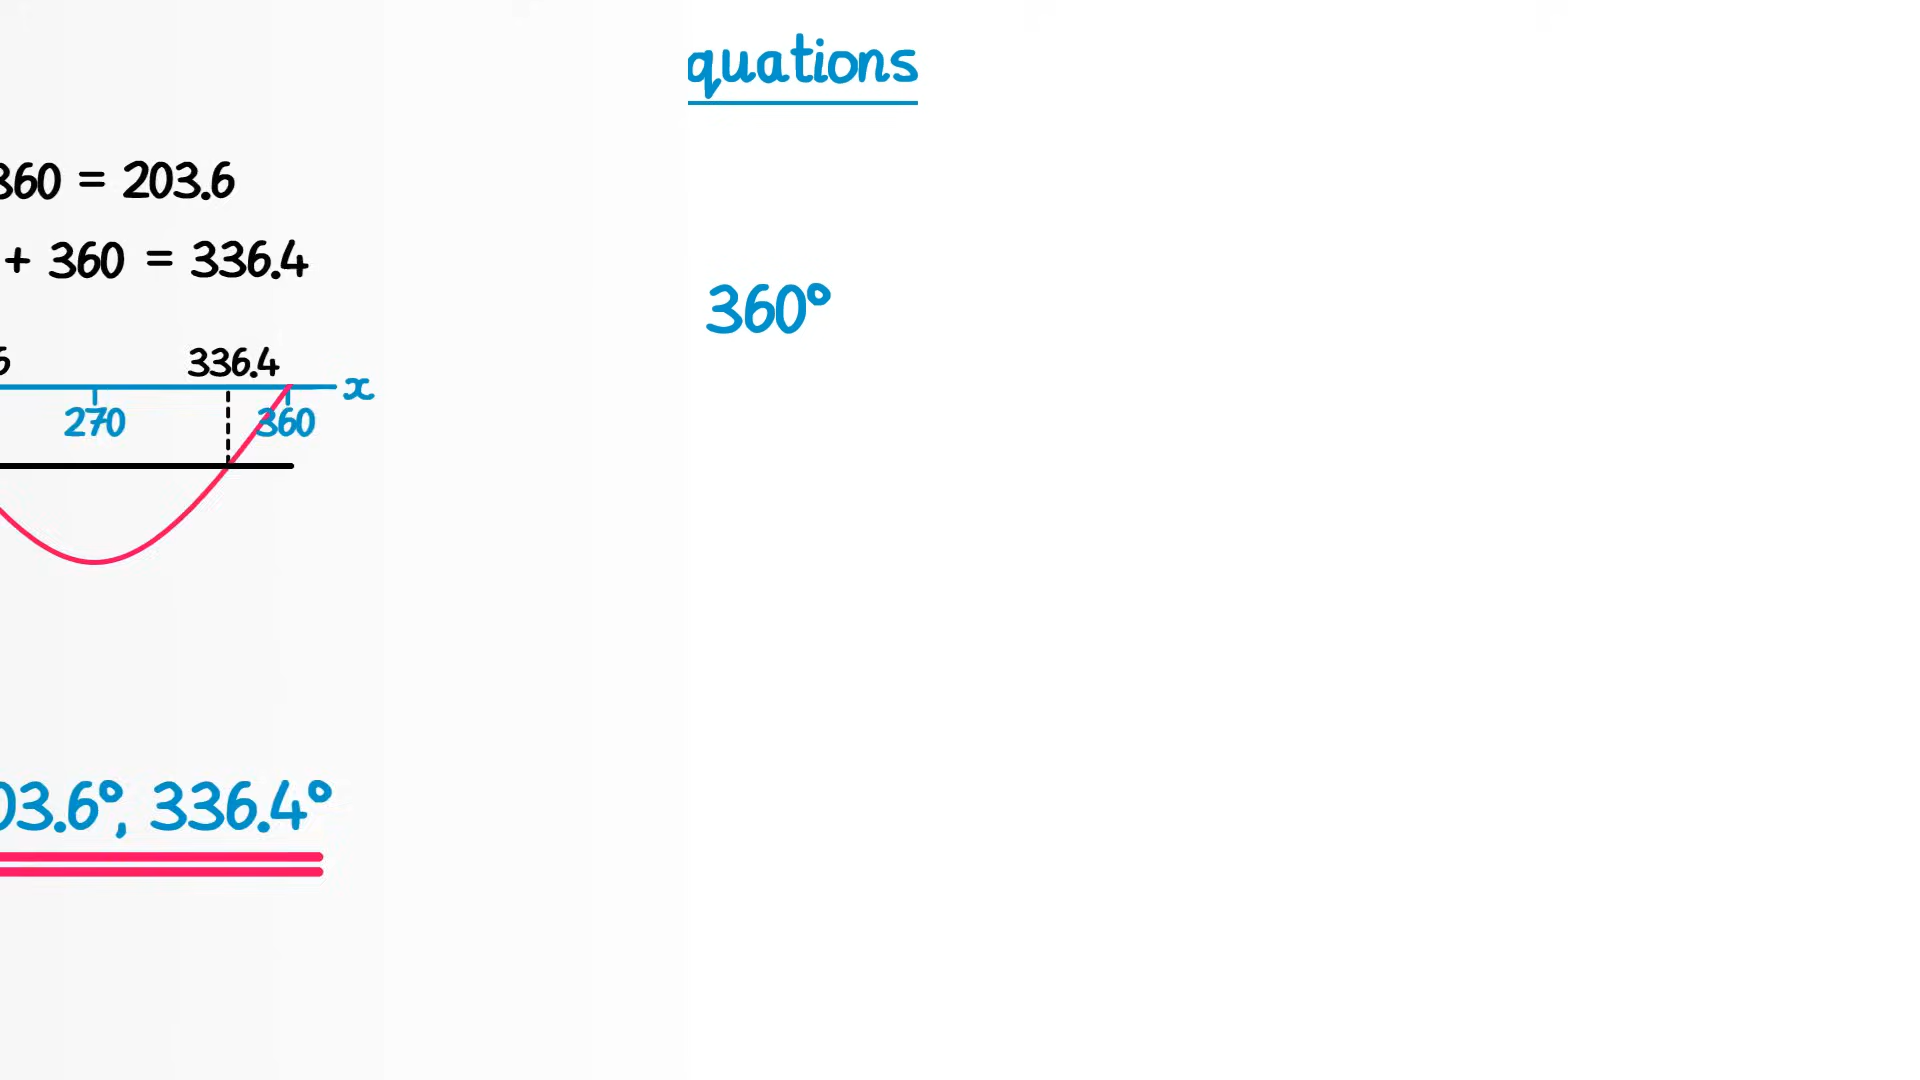 quations
360 = 203.6
+ 360 = 336.4
360°
336.4
x
270
360
03.6°, 336.4°